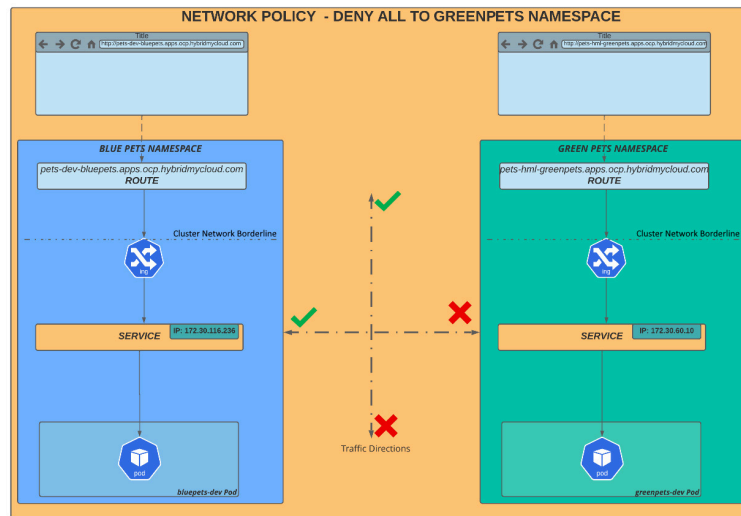 NETWORK POLICY - DENY ALL TO GREENPETS NAMESPACE
Title
http://pets-dev-bluepets.apps.ocp.hybridmycloud.com
Title
http://pets-hml-greenpets.apps.ocp.hybridmycloud.com
BLUE PETS NAMESPACE
pets-dev-bluepets.apps.ocp.hybridmycloud.com
ROUTE
Cluster Network Borderline
ing
SERVICE
IP: 172.30.116.236
pod
bluepets-dev Pod
Traffic Directions
GREEN PETS NAMESPACE
pets-hml-greenpets.apps.ocp.hybridmycloud.com
ROUTE
Cluster Network Borderline
ing
SERVICE
IP: 172.30.60.10
pod
greenpets-dev Pod